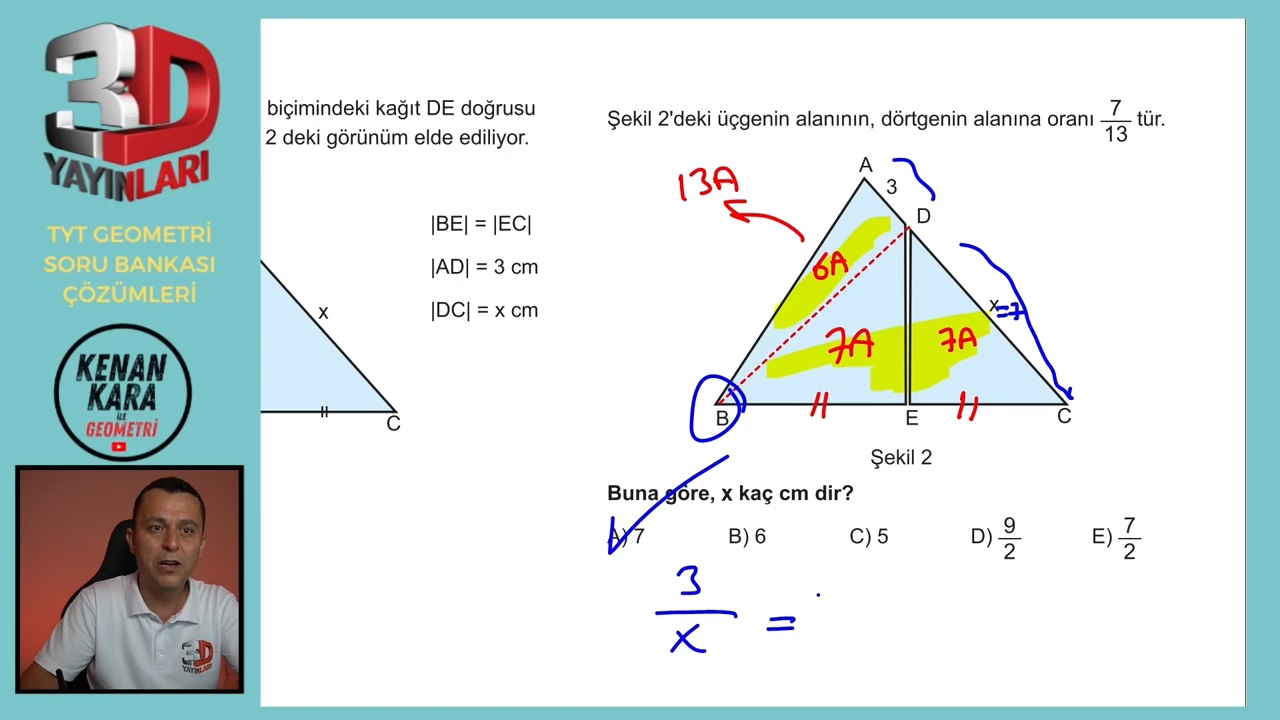 3D
YAYINLARI
TYT GEOMETRİ
SORU BANKASI
ÇÖZÜMLERİ
KENAN
KARA
İLE
GEOMETRİ
3D
YAYINLARI
biçimindeki kağıt DE doğrusu
2 deki görünüm elde ediliyor.
|BE| = |EC|
|AD| = 3 cm
|DC| = x cm
x
C
Şekil 2'deki üçgenin alanının, dörtgenin alanına oranı 7/13 tür.
A
3
13A
D
6A
x=7
7A 7A
B E C
Şekil 2
Buna göre, x kaç cm dir?
A) 7 B) 6 C) 5 D) 9/2 E) 7/2
3/x =